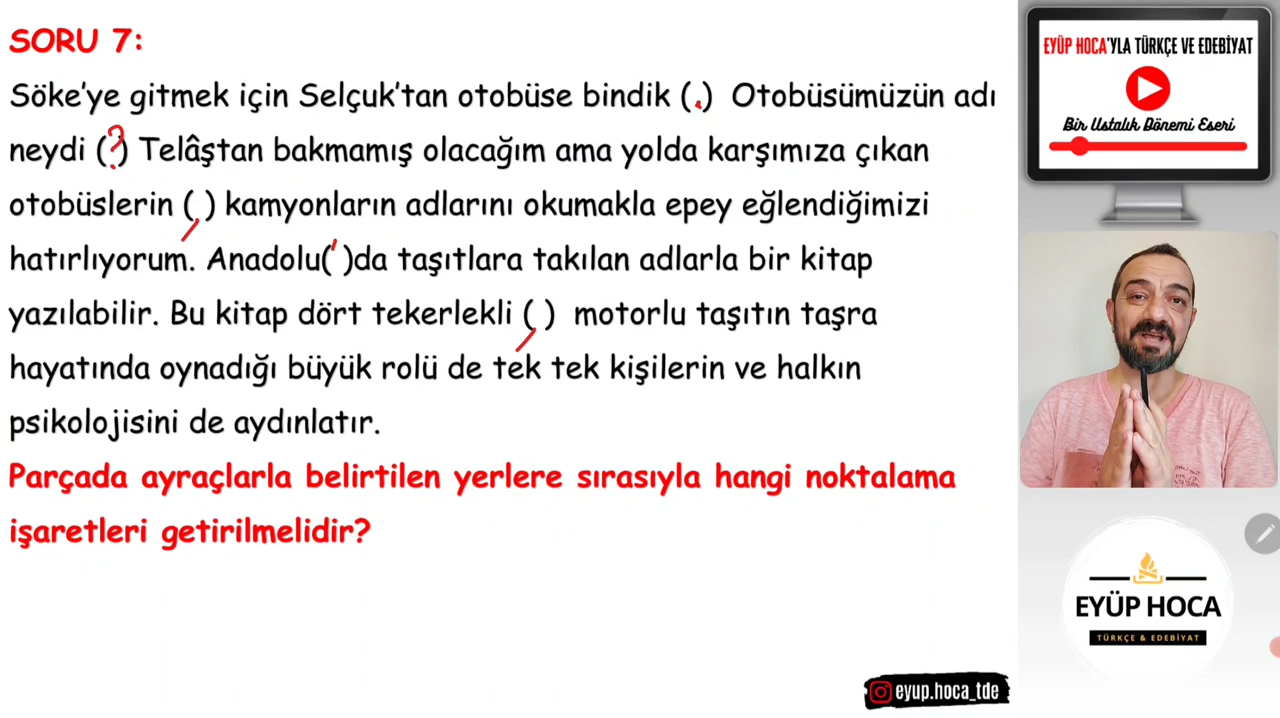 SORU 7:
Söke'ye gitmek için Selçuk'tan otobüse bindik (.) Otobüsümüzün adı
neydi (?) Telâştan bakmamış olacağım ama yolda karşımıza çıkan
otobüslerin (,) kamyonların adlarını okumakla epey eğlendiğimizi
hatırlıyorum. Anadolu(')da taşıtlara takılan adlarla bir kitap
yazılabilir. Bu kitap dört tekerlekli (,) motorlu taşıtın taşra
hayatında oynadığı büyük rolü de tek tek kişilerin ve halkın
psikolojisini de aydınlatır.
Parçada ayraçlarla belirtilen yerlere sırasıyla hangi noktalama
işaretleri getirilmelidir?
EYÜP HOCA'YLA TÜRKÇE VE EDEBİYAT
Bir Ustalık Dönemi Eseri
EYÜP HOCA
TÜRKÇE & EDEBİYAT
eyup.hoca_tde